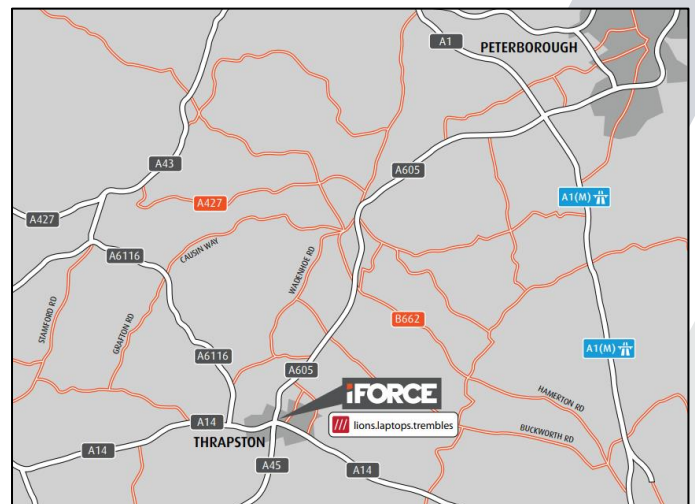 A1
PETERBOROUGH
A43
A605
A427
A1(M)
A427
A6116
CAUSIN WAY
WADENHOE RD
STAMFORD RD
GRAFTON RD
B662
A6116
A1(M)
A605
iFORCE
HAMERTON RD
lions.laptops.trembles
A14
THRAPSTON
BUCKWORTH RD
A14
A45
A14